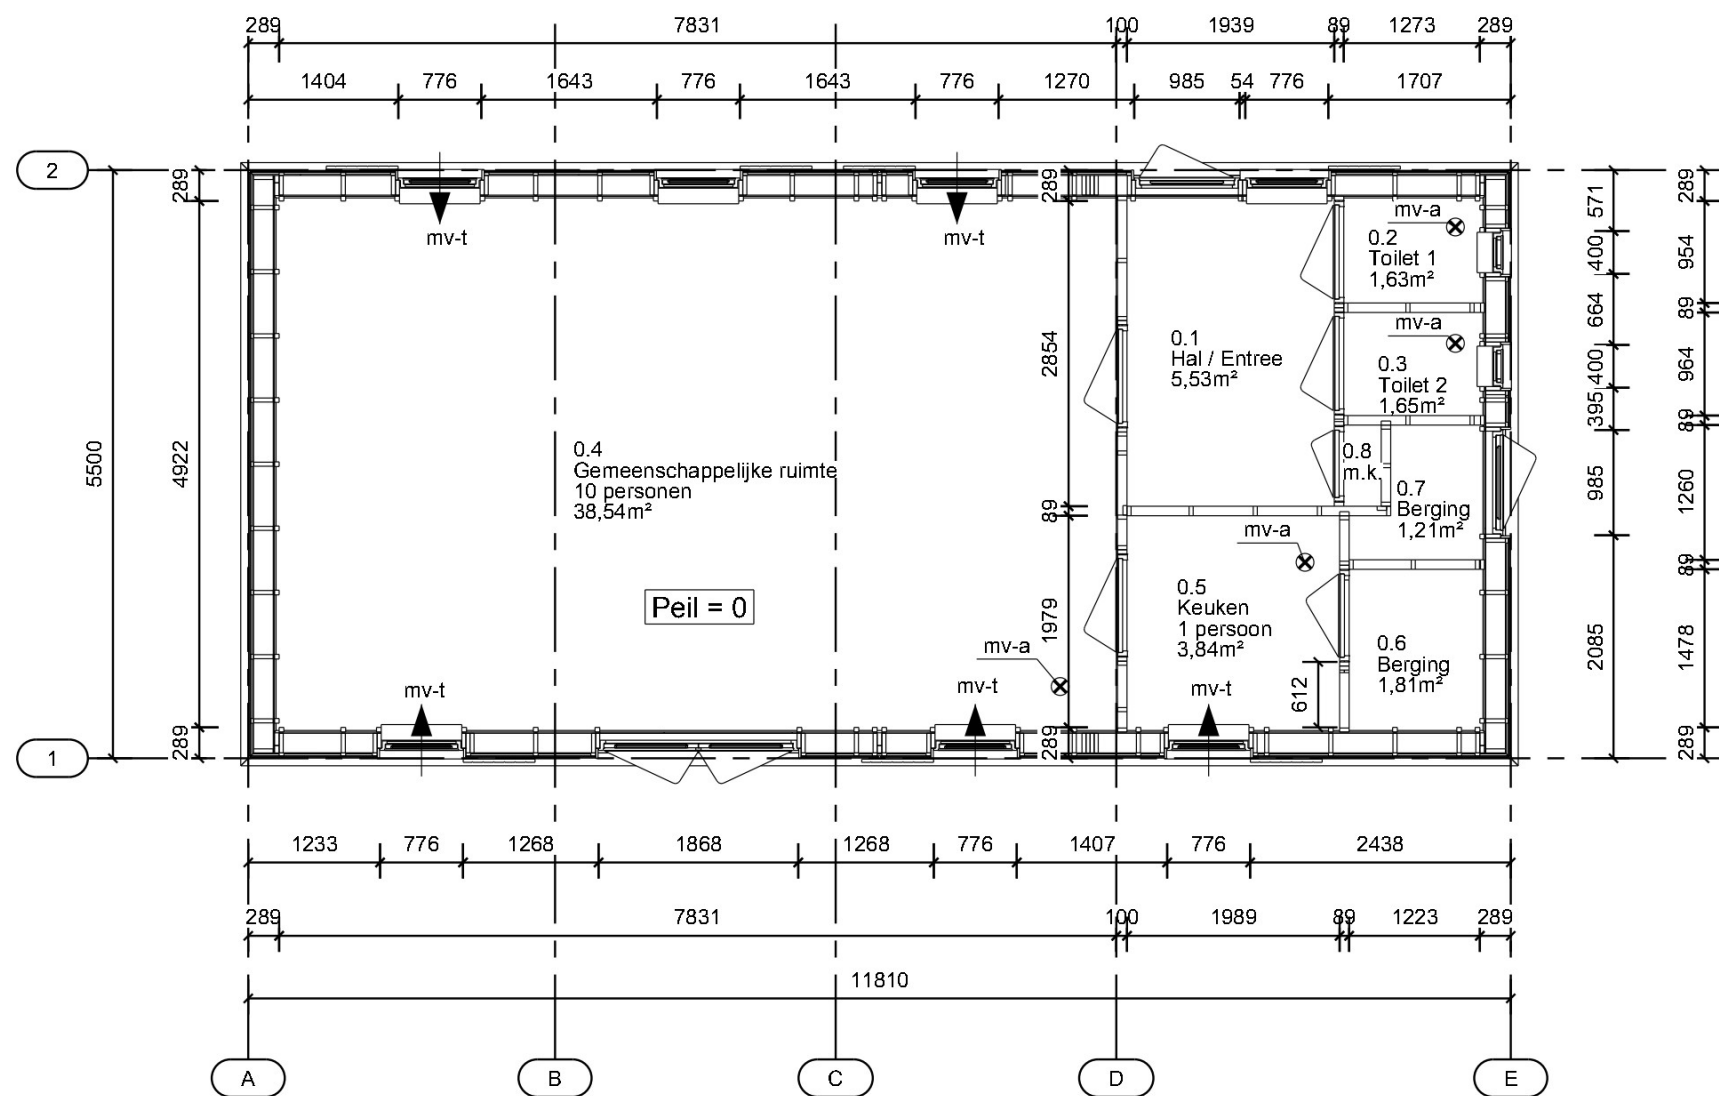 289 7831 100 1939 89 1273 289
1404 776 1643 776 1643 776 1270 985 54 776 1707
2
289
mv-t
mv-t
289
mv-a
0.2
Toilet 1
1,63m²
571
289
400
954
664
89
mv-a
0.3
Toilet 2
1,65m²
400
964
395
89
0.1
Hal / Entree
5,53m²
2854
5500
4922
0.4
Gemeenschappelijke ruimte
10 personen
38,54m²
0.8
m.k.
0.7
Berging
1,21m²
985
1260
89
89
mv-a
Peil = 0
0.5
Keuken
1 persoon
3,84m²
1979
mv-a
0.6
Berging
1,81m²
612
2085
1478
mv-t
mv-t
mv-t
289
289
289
1
1233 776 1268 1868 1268 776 1407 776 2438
289 7831 100 1989 89 1223 289
11810
A B C D E